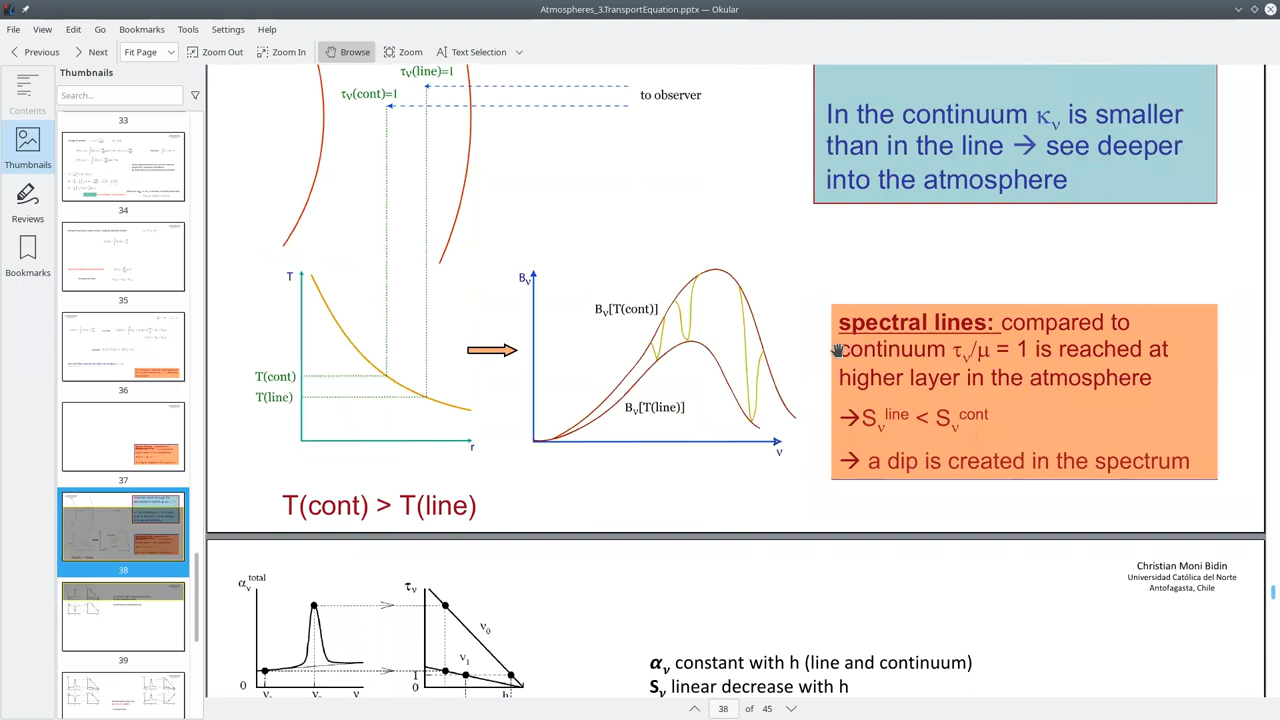 Atmospheres_3.TransportEquation.pptx — Okular
File View Edit Go Bookmarks Tools Settings Help
Previous Next Fit Page Zoom Out Zoom In Browse Zoom Text Selection
Contents
Thumbnails
Reviews
Bookmarks
Thumbnails
Search...
33
34
35
36
37
38
39
τν(line)=1
τν(cont)=1
to observer
In the continuum κν is smaller
than in the line → see deeper
into the atmosphere
T
T(cont)
T(line)
r
Bν
Bν[T(cont)]
Bν[T(line)]
ν
spectral lines: compared to
continuum τν/μ = 1 is reached at
higher layer in the atmosphere
→Sν^line < Sν^cont
→ a dip is created in the spectrum
T(cont) > T(line)
Christian Moni Bidin
Universidad Católica del Norte
Antofagasta, Chile
αν^total
0
ν
τν
ν0
ν1
1
0
h
αν constant with h (line and continuum)
Sν linear decrease with h
38 of 45